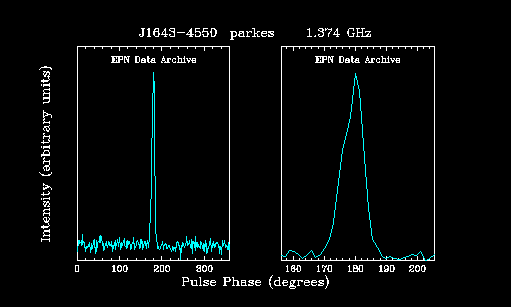 J1643-4550 parkes 1.374 GHz
EPN Data Archive EPN Data Archive
Intensity (arbitrary units)
0 100 200 300 160 170 180 190 200
Pulse Phase (degrees)